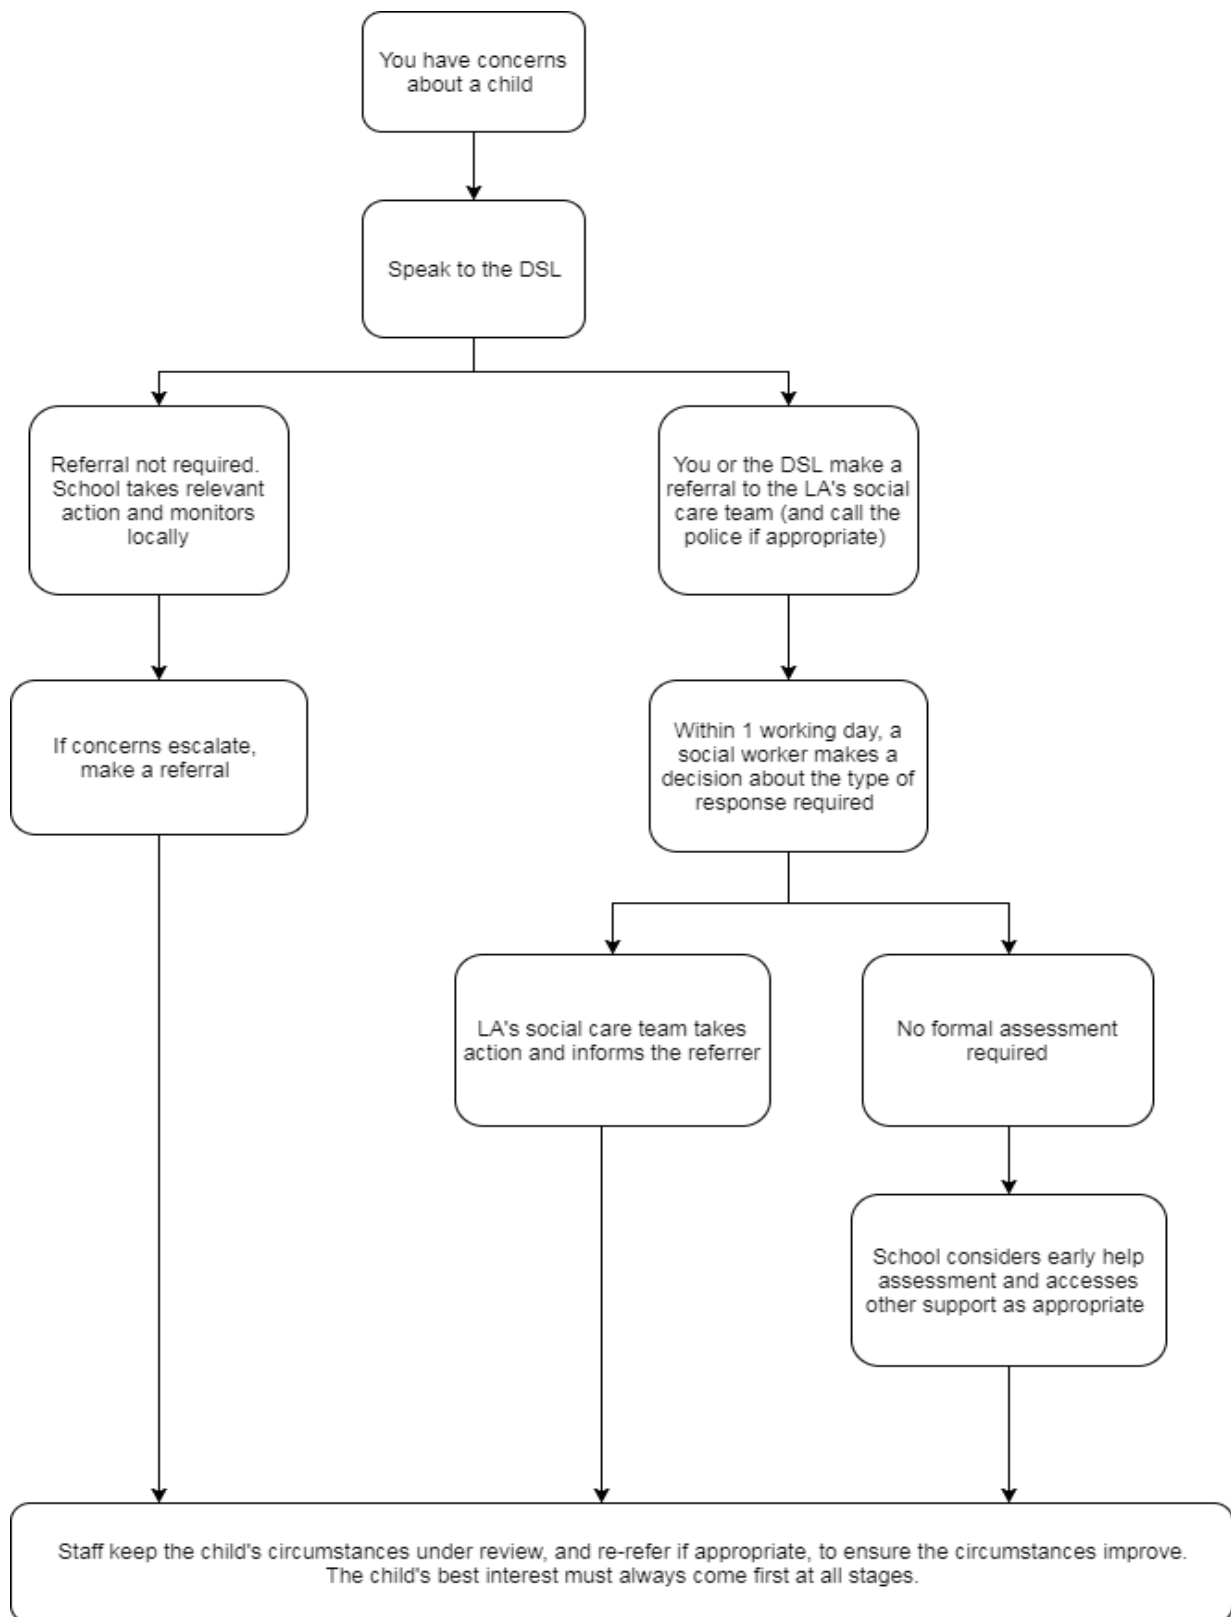 You have concerns
about a child
Speak to the DSL
Referral not required.
School takes relevant
action and monitors
locally
You or the DSL make a
referral to the LA's social
care team (and call the
police if appropriate)
If concerns escalate,
make a referral
Within 1 working day, a
social worker makes a
decision about the type of
response required
LA's social care team takes
action and informs the referrer
No formal assessment
required
School considers early help
assessment and accesses
other support as appropriate
Staff keep the child's circumstances under review, and re-refer if appropriate, to ensure the circumstances improve.
The child's best interest must always come first at all stages.